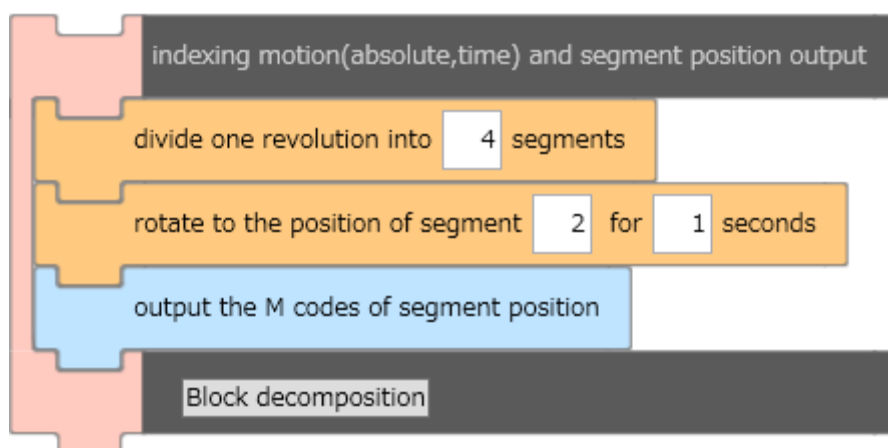 indexing motion(absolute,time) and segment position output
divide one revolution into 4 segments
rotate to the position of segment 2 for 1 seconds
output the M codes of segment position
Block decomposition